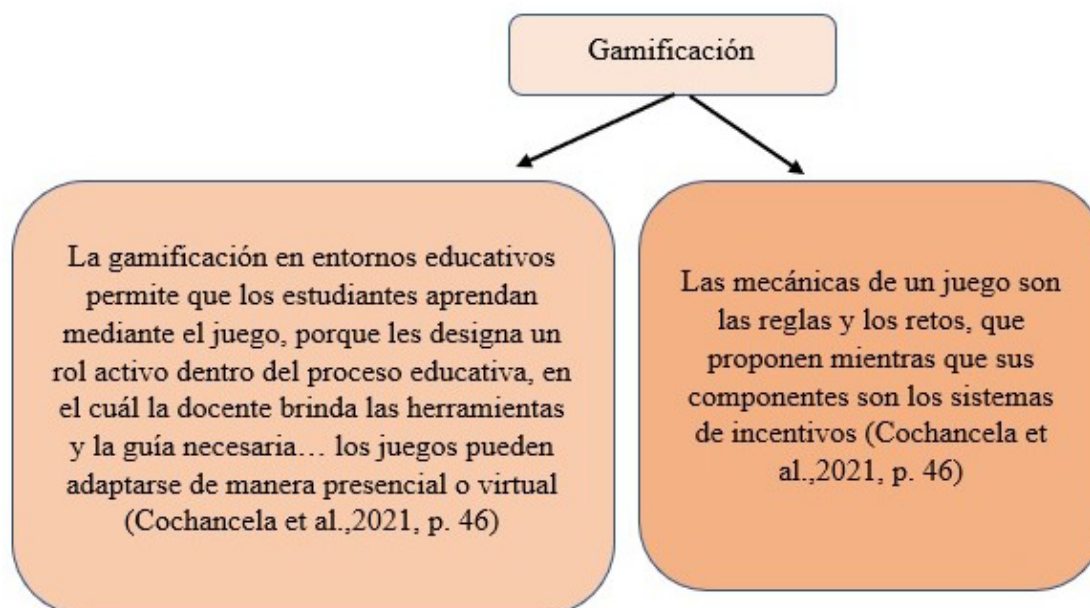 Gamificación
La gamificación en entornos educativos
permite que los estudiantes aprendan
mediante el juego, porque les designa un
rol activo dentro del proceso educativa, en
el cuál la docente brinda las herramientas
y la guía necesaria… los juegos pueden
adaptarse de manera presencial o virtual
(Cochancela et al.,2021, p. 46)
Las mecánicas de un juego son
las reglas y los retos, que
proponen mientras que sus
componentes son los sistemas
de incentivos (Cochancela et
al.,2021, p. 46)